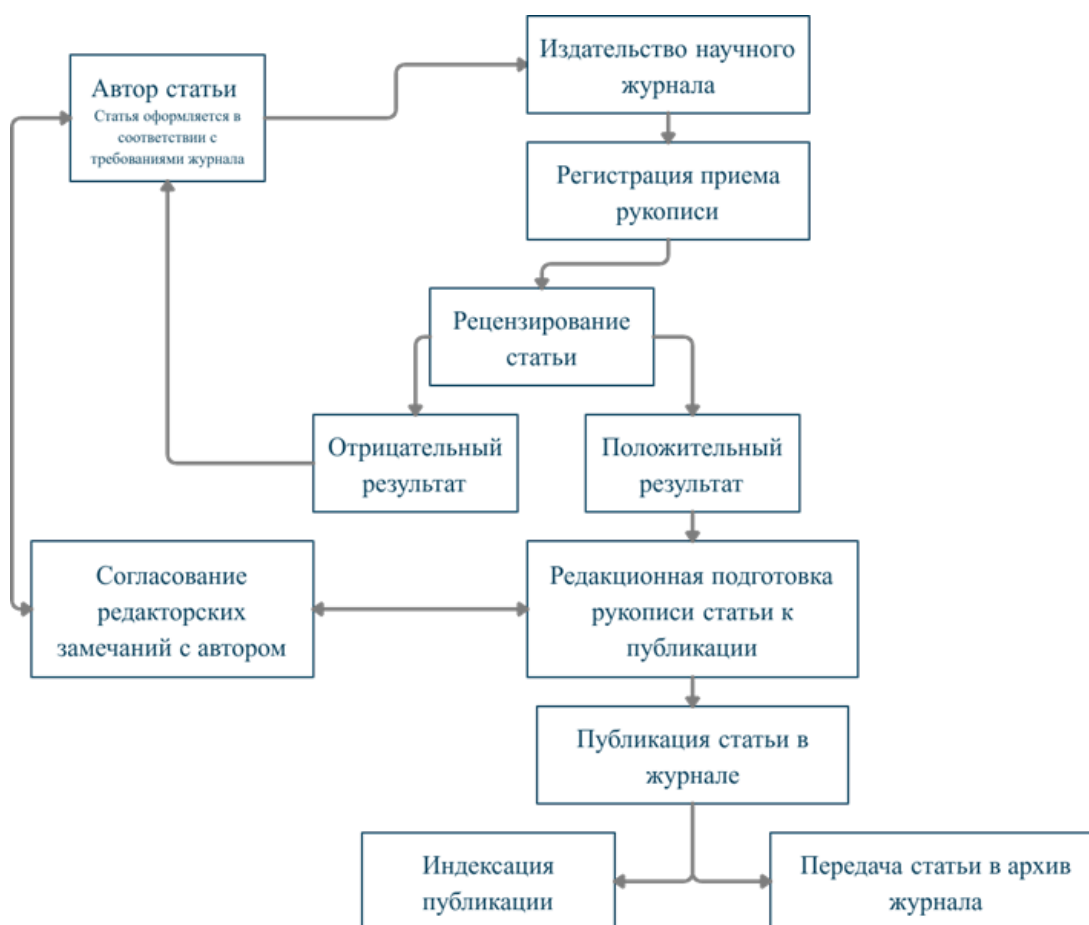 Издательство научного
журнала
Автор статьи
Статья оформляется в
соответствии с
требованиями журнала
Регистрация приема
рукописи
Рецензирование
статьи
Отрицательный
результат
Положительный
результат
Согласование
редакторских
замечаний с автором
Редакционная подготовка
рукописи статьи к
публикации
Публикация статьи в
журнале
Индексация
публикации
Передача статьи в архив
журнала